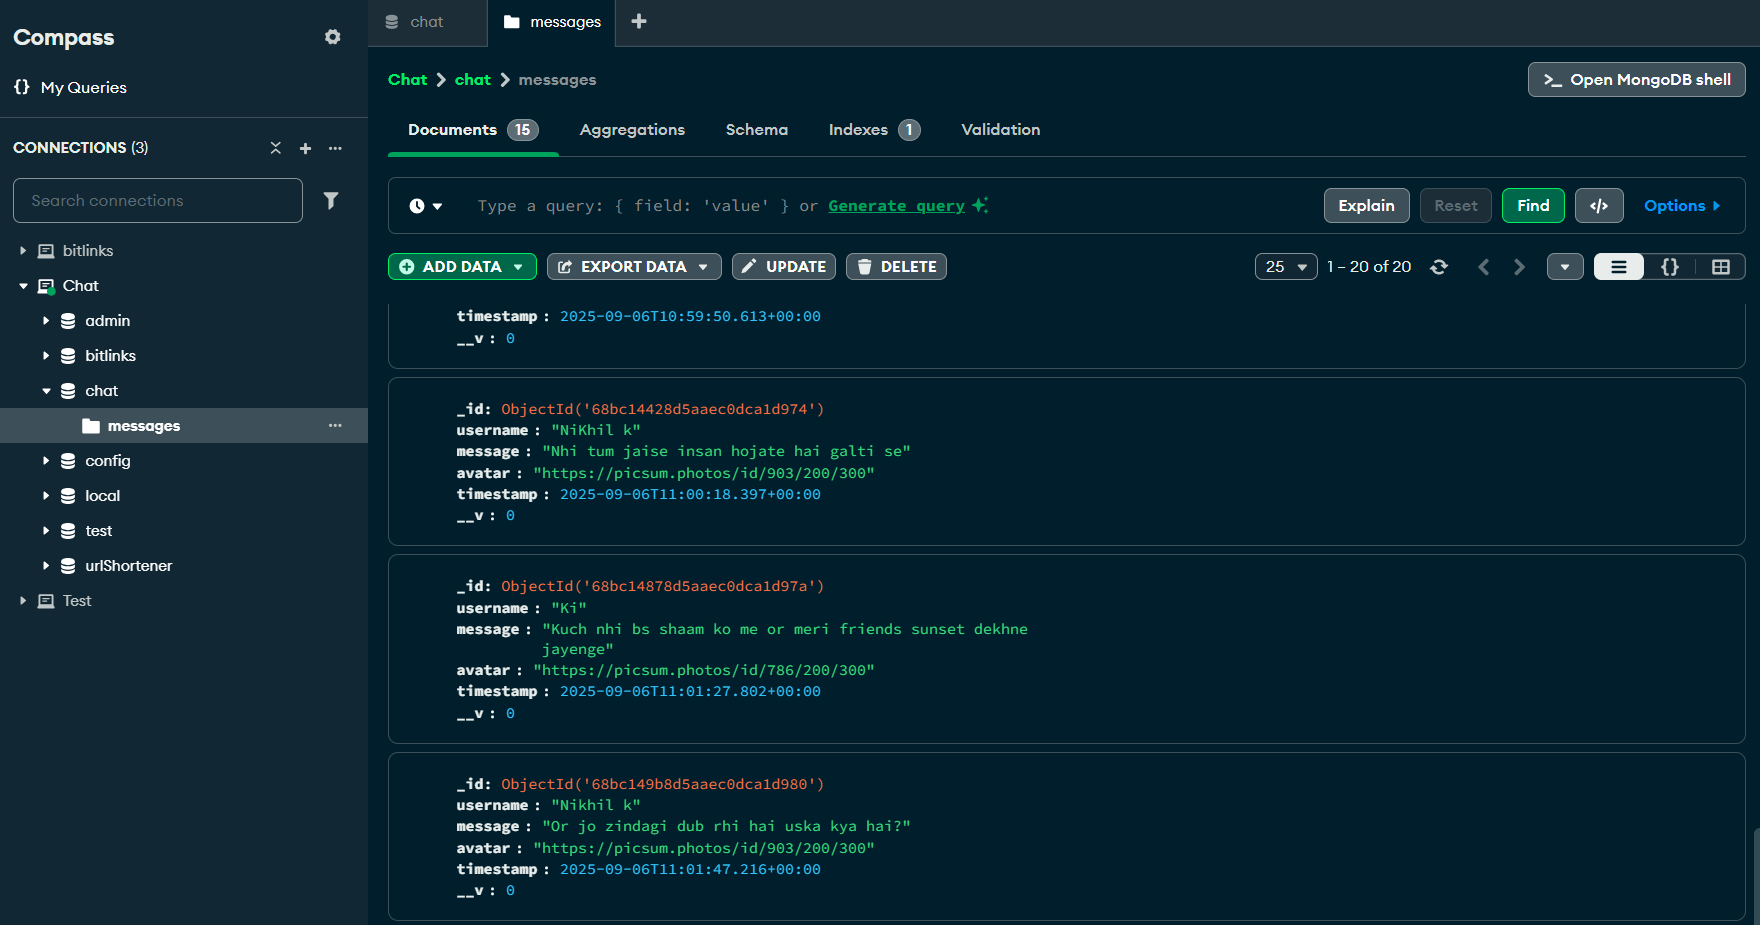 Compass
My Queries
CONNECTIONS (3)
Search connections
bitlinks
Chat
admin
bitlinks
chat
messages
config
local
test
urlShortener
Test
chat
messages
Chat > chat > messages
>_ Open MongoDB shell
Documents 15
Aggregations
Schema
Indexes 1
Validation
Type a query: { field: 'value' } or Generate query
Explain
Reset
Find
</>
Options
ADD DATA
EXPORT DATA
UPDATE
DELETE
25
1 – 20 of 20
{}
timestamp : 2025-09-06T10:59:50.613+00:00
__v : 0
_id: ObjectId('68bc14428d5aaec0dca1d974')
username : "NiKhil k"
message : "Nhi tum jaise insan hojate hai galti se"
avatar : "https://picsum.photos/id/903/200/300"
timestamp : 2025-09-06T11:00:18.397+00:00
__v : 0
_id: ObjectId('68bc14878d5aaec0dca1d97a')
username : "Ki"
message : "Kuch nhi bs shaam ko me or meri friends sunset dekhne
jayenge"
avatar : "https://picsum.photos/id/786/200/300"
timestamp : 2025-09-06T11:01:27.802+00:00
__v : 0
_id: ObjectId('68bc149b8d5aaec0dca1d980')
username : "Nikhil k"
message : "Or jo zindagi dub rhi hai uska kya hai?"
avatar : "https://picsum.photos/id/903/200/300"
timestamp : 2025-09-06T11:01:47.216+00:00
__v : 0